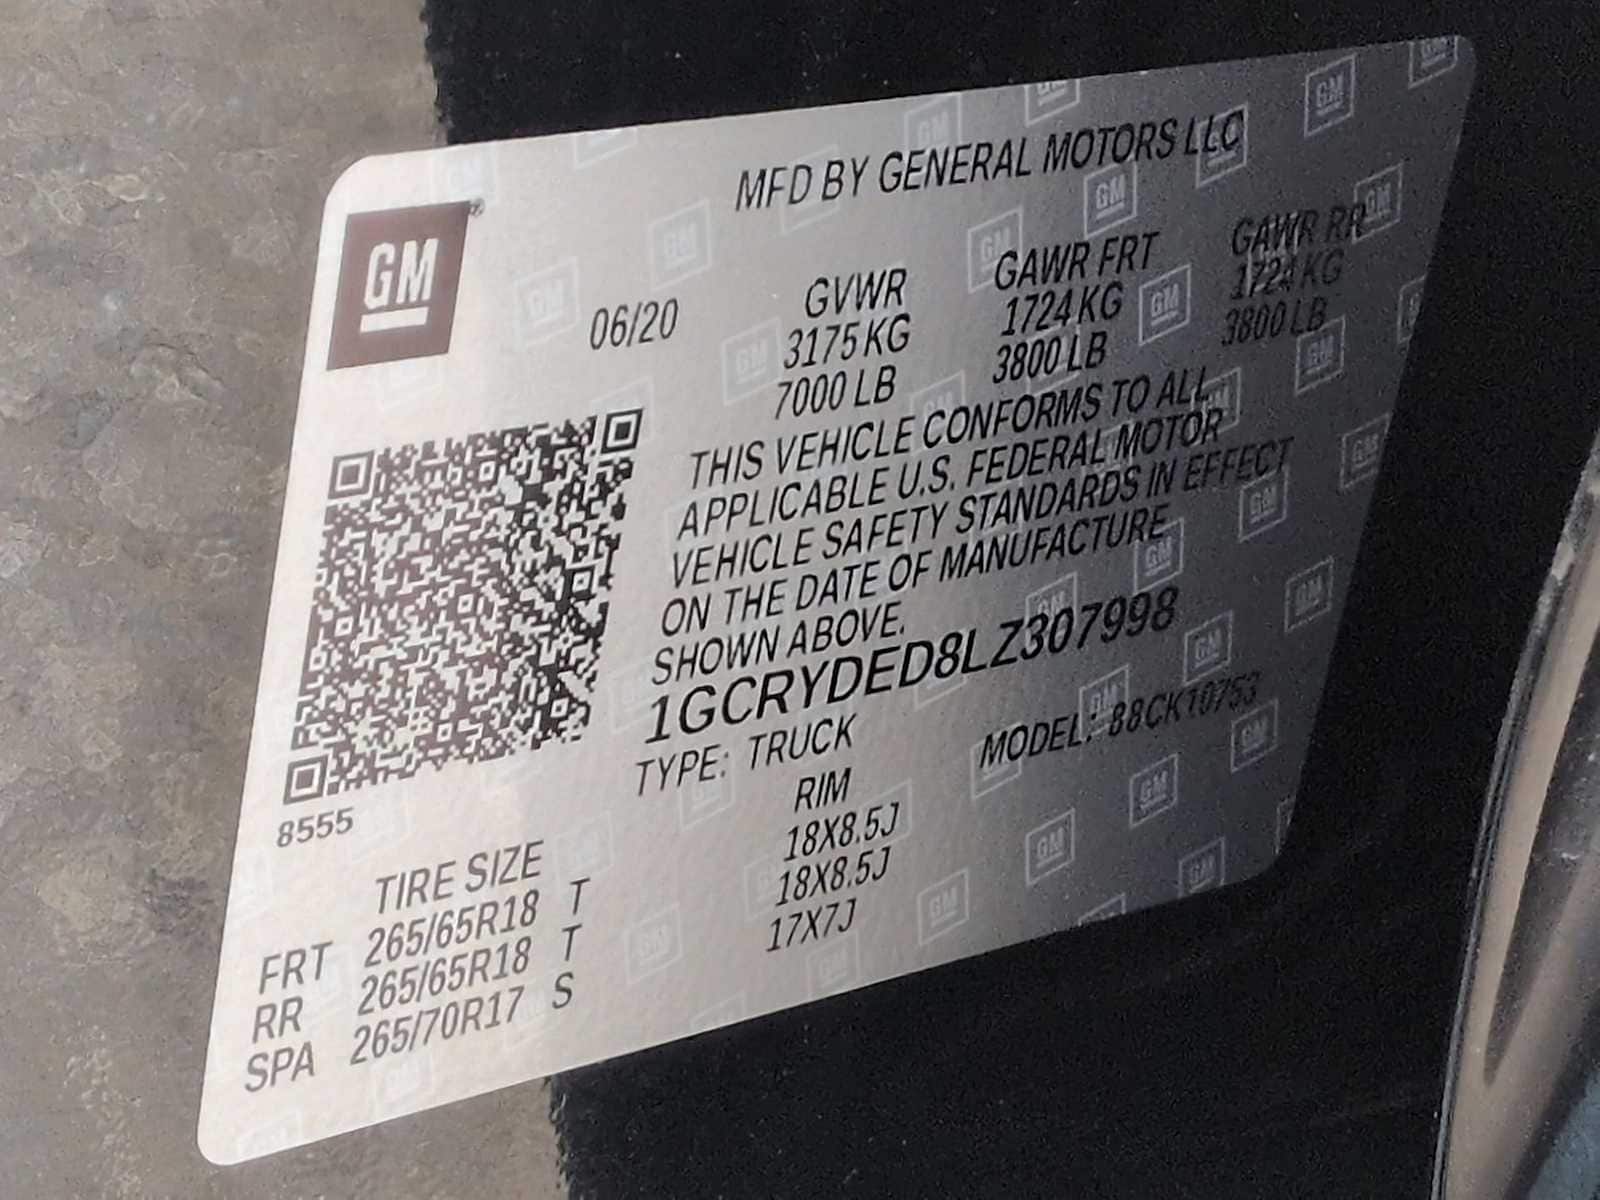 MFD BY GENERAL MOTORS LLC
GM
06/20
GVWR GAWR FRT GAWR RR
3175 KG 1724 KG 1724 KG
7000 LB 3800 LB 3800 LB
THIS VEHICLE CONFORMS TO ALL
APPLICABLE U.S. FEDERAL MOTOR
VEHICLE SAFETY STANDARDS IN EFFECT
ON THE DATE OF MANUFACTURE
SHOWN ABOVE.
1GCRYDED8LZ307998
TYPE: TRUCK MODEL: 88CK10753
8555
TIRE SIZE RIM
FRT 265/65R18 T 18X8.5J
RR 265/65R18 T 18X8.5J
SPA 265/70R17 S 17X7J